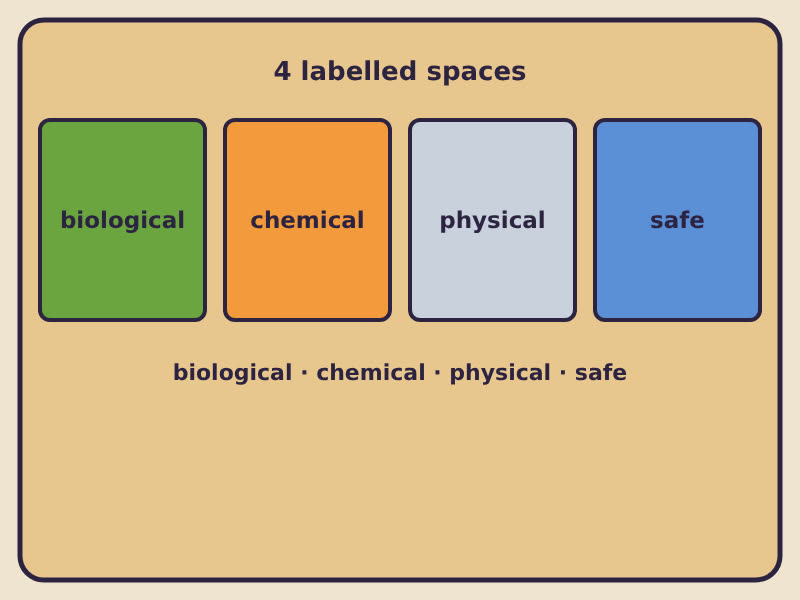 4 labelled spaces
biological
chemical
physical
safe
biological · chemical · physical · safe